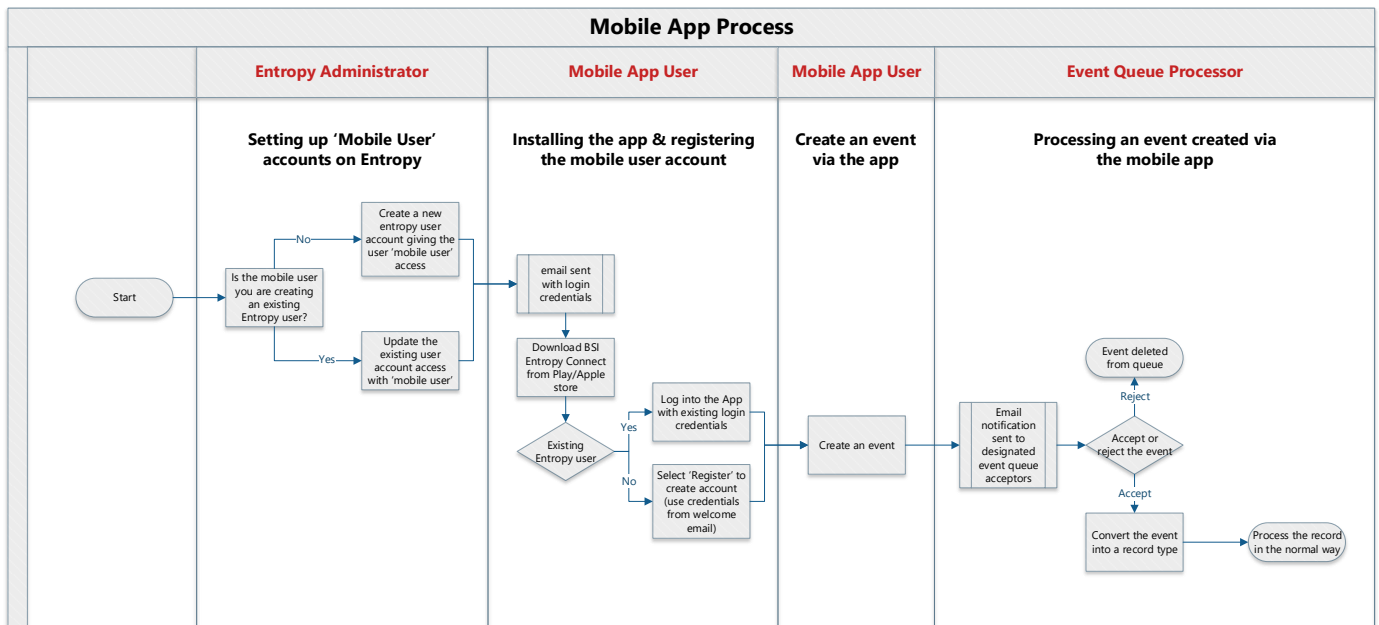 Mobile App Process
Entropy Administrator
Mobile App User
Mobile App User
Event Queue Processor
Setting up ‘Mobile User’
accounts on Entropy
Installing the app & registering
the mobile user account
Create an event
via the app
Processing an event created via
the mobile app
Start
Is the mobile user
you are creating
an existing
Entropy user?
No
Create a new
entropy user
account giving the
user ‘mobile user’
access
Yes
Update the
existing user
account access
with ‘mobile user’
email sent
with login
credentials
Download BSI
Entropy Connect
from Play/Apple
store
Existing
Entropy user
Yes
Log into the App
with existing login
credentials
No
Select ‘Register’ to
create account
(use credentials
from welcome
email)
Create an event
Email
notification
sent to
designated
event queue
acceptors
Accept or
reject the event
Reject
Event deleted
from queue
Accept
Convert the event
into a record type
Process the record
in the normal way